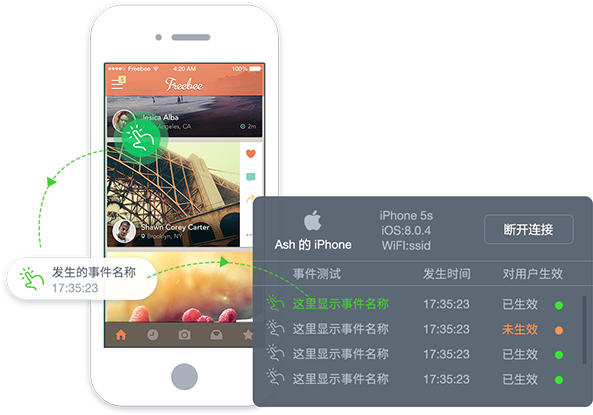 Freebee
4:20 AM
100%
5
Freebee
Jesica Alba
Angeles, CA
2m
Shawn Corey Carter
Brooklyn, NY
发生的事件名称
17:35:23
Ash 的 iPhone
iPhone 5s
iOS:8.0.4
WiFI:ssid
断开连接
事件测试 发生时间 对用户生效
这里显示事件名称 17:35:23 已生效
这里显示事件名称 17:35:23 未生效
这里显示事件名称 17:35:23 已生效
这里显示事件名称 17:35:23 已生效